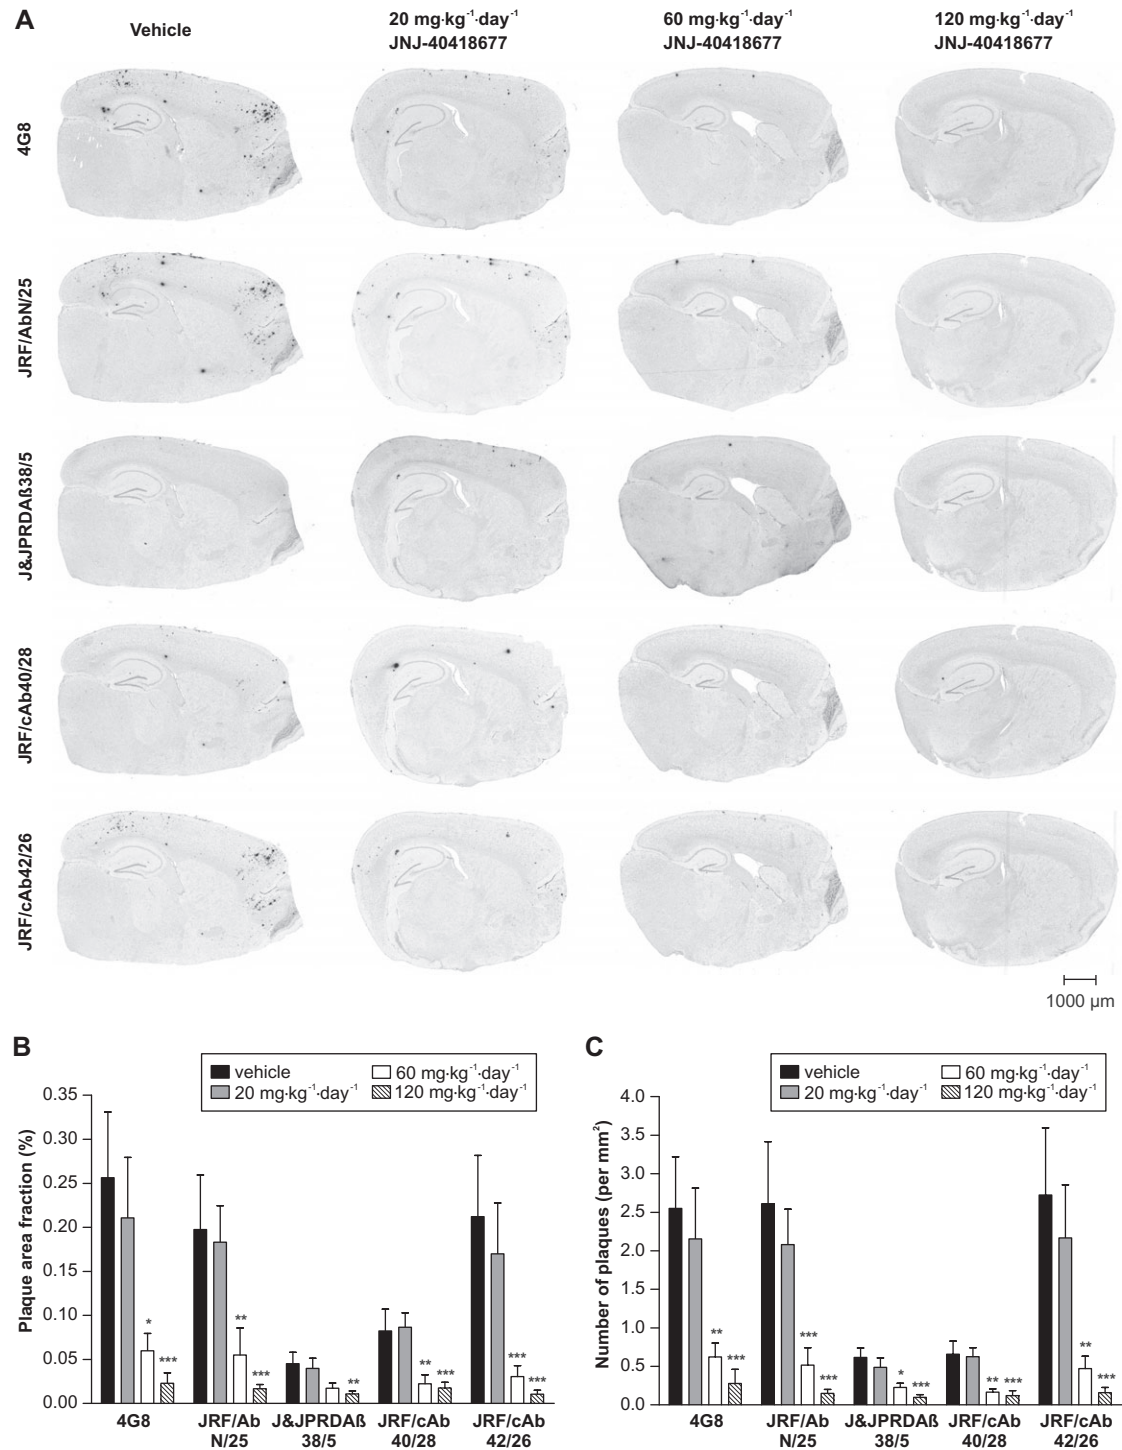 A
Vehicle
20 mg·kg⁻¹·day⁻¹
JNJ-40418677
60 mg·kg⁻¹·day⁻¹
JNJ-40418677
120 mg·kg⁻¹·day⁻¹
JNJ-40418677
4G8
JRF/AbN/25
J&JPRDAß38/5
JRF/cAb40/28
JRF/cAb42/26
1000 µm
B
vehicle
20 mg·kg⁻¹·day⁻¹
60 mg·kg⁻¹·day⁻¹
120 mg·kg⁻¹·day⁻¹
Plaque area fraction (%)
0.35
0.30
0.25
0.20
0.15
0.10
0.05
0.00
* ***
** ***
**
** ***
*** ***
4G8
JRF/Ab
N/25
J&JPRDAß
38/5
JRF/cAb
40/28
JRF/cAb
42/26
C
vehicle
20 mg·kg⁻¹·day⁻¹
60 mg·kg⁻¹·day⁻¹
120 mg·kg⁻¹·day⁻¹
Number of plaques (per mm²)
4.0
3.5
3.0
2.5
2.0
1.5
1.0
0.5
0.0
** ***
*** ***
* ***
** ***
** ***
4G8
JRF/Ab
N/25
J&JPRDAß
38/5
JRF/cAb
40/28
JRF/cAb
42/26